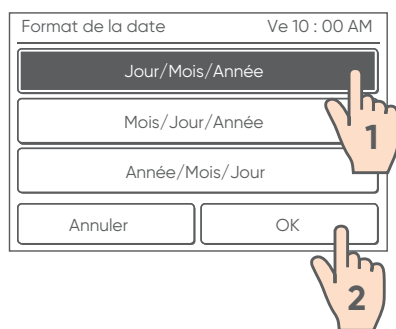 Format de la date Ve 10 : 00 AM
Jour/Mois/Année
Mois/Jour/Année
1
Année/Mois/Jour
Annuler OK
2